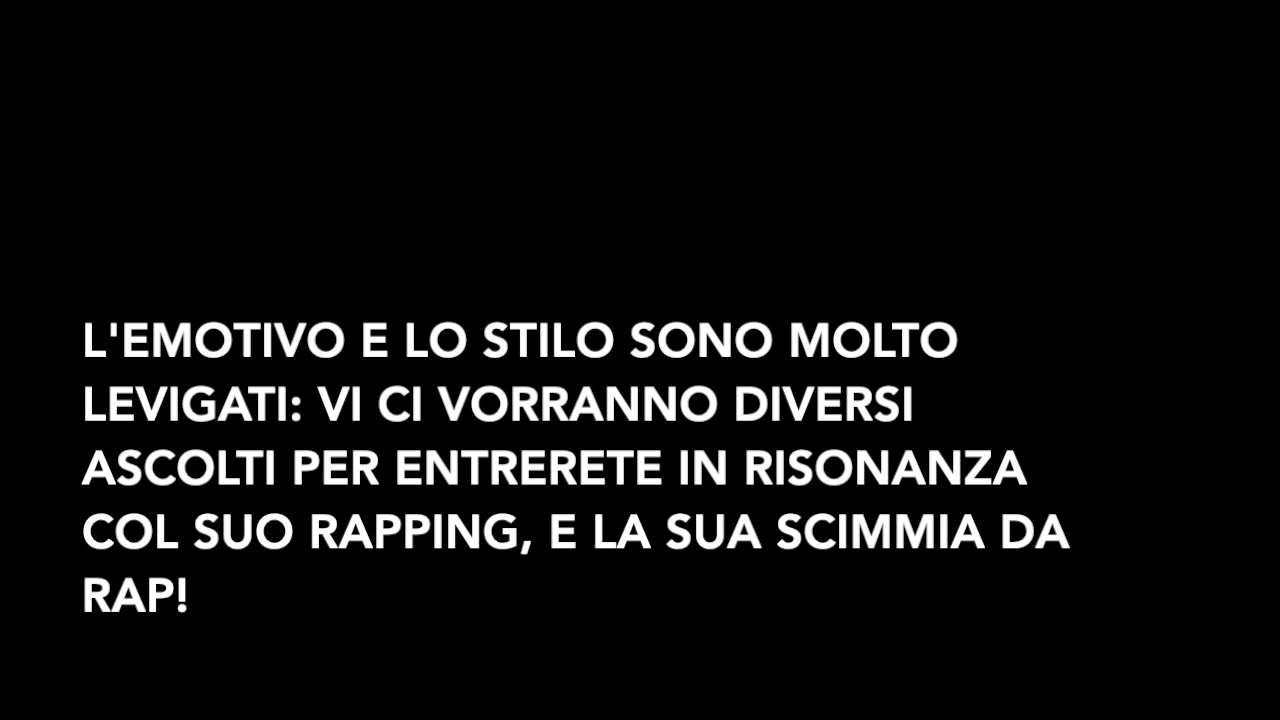 L'EMOTIVO E LO STILO SONO MOLTO
LEVIGATI: VI CI VORRANNO DIVERSI
ASCOLTI PER ENTRERETE IN RISONANZA
COL SUO RAPPING, E LA SUA SCIMMIA DA
RAP!